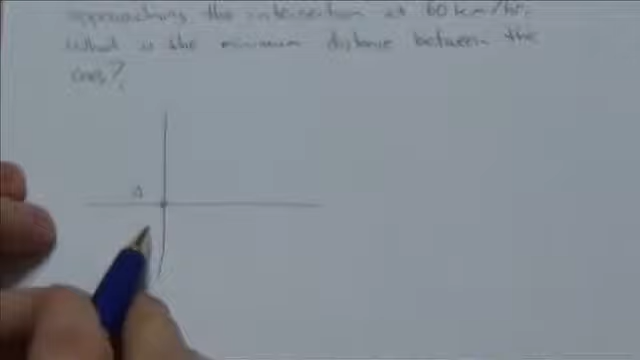 approaching the intersection at 60 km/hr.
What is the minimum distance between the
cars?